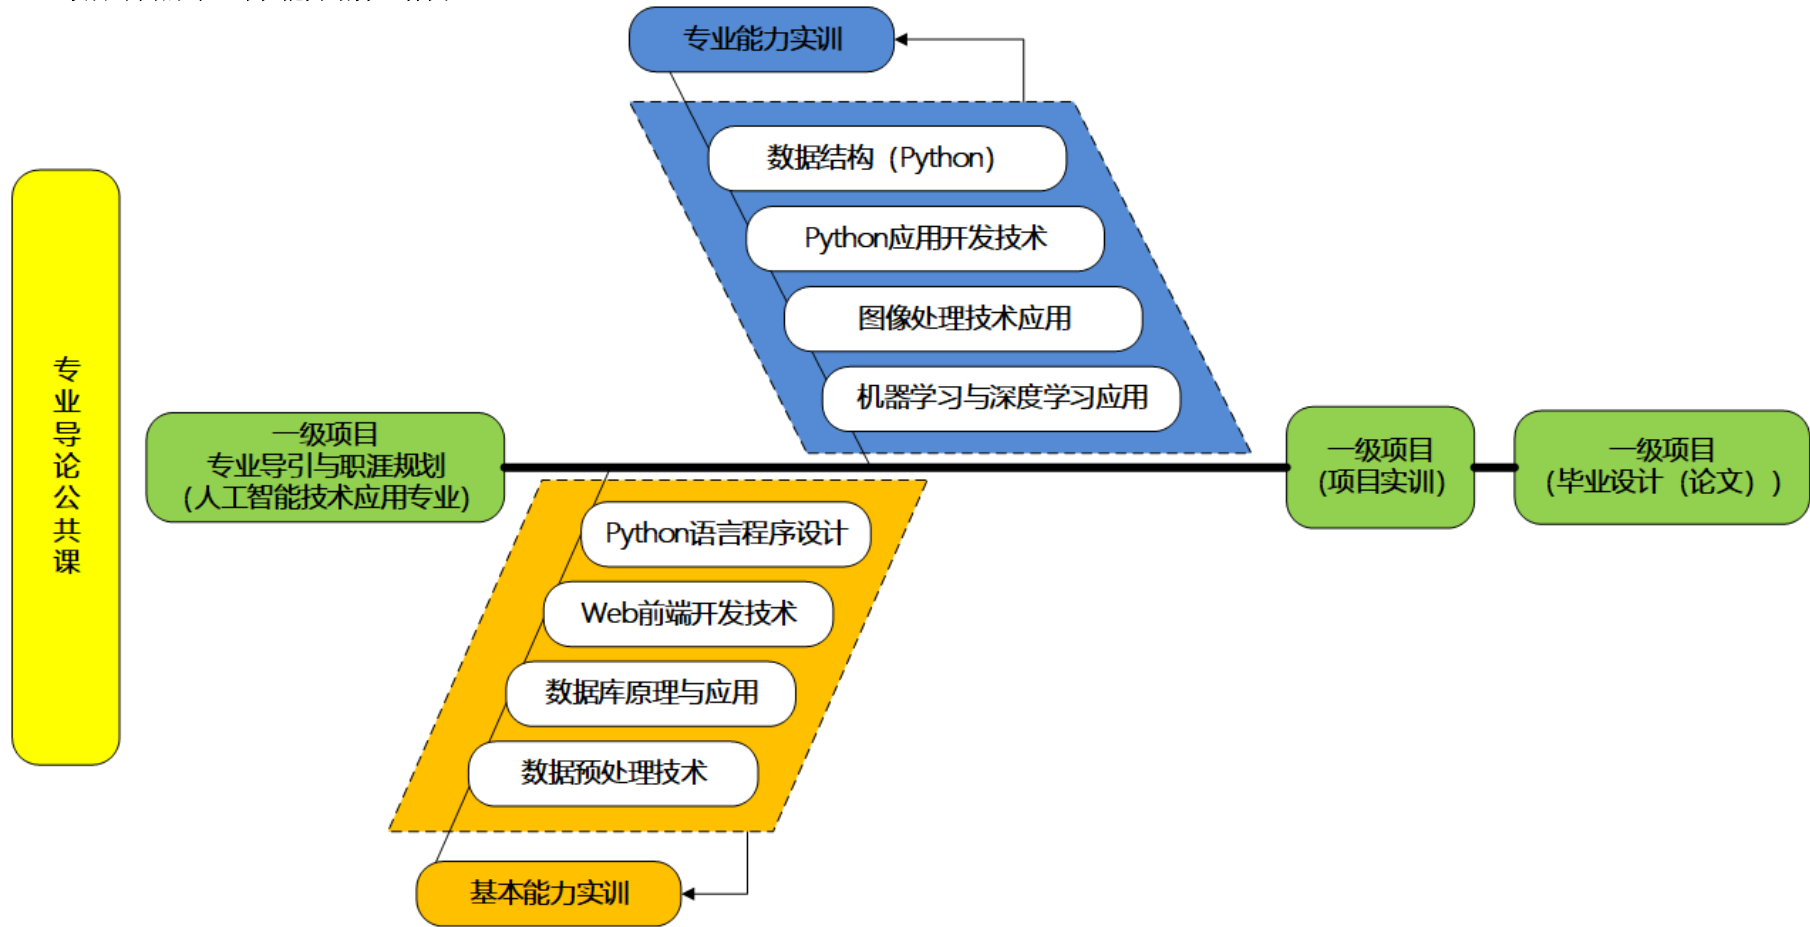 专业能力实训
数据结构（Python）
Python应用开发技术
图像处理技术应用
机器学习与深度学习应用
专业导论公共课
一级项目
专业导引与职涯规划
（人工智能技术应用专业）
一级项目
（项目实训）
一级项目
（毕业设计（论文））
Python语言程序设计
Web前端开发技术
数据库原理与应用
数据预处理技术
基本能力实训